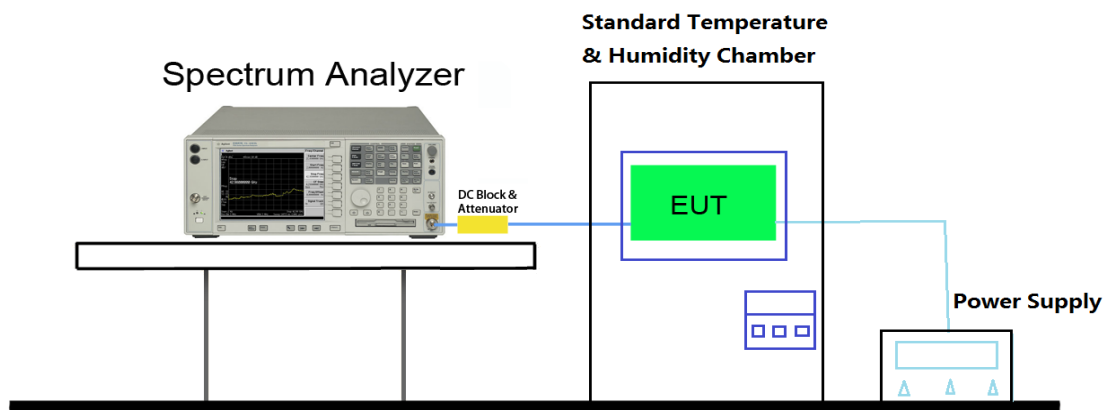 Standard Temperature
& Humidity Chamber
Spectrum Analyzer
DC Block &
Attenuator
EUT
Power Supply